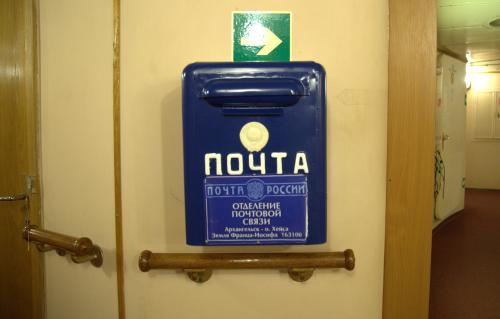 ПОЧТА
ПОЧТА РОССИИ
ОТДЕЛЕНИЕ
ПОЧТОВОЙ
СВЯЗИ
Архангельск - о. Хейса
Земля Франца-Иосифа 163100